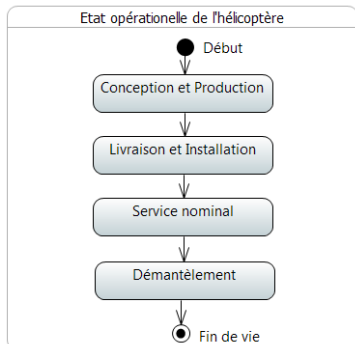 Etat opérationelle de l'hélicoptère
Début
Conception et Production
Livraison et Installation
Service nominal
Démantèlement
Fin de vie